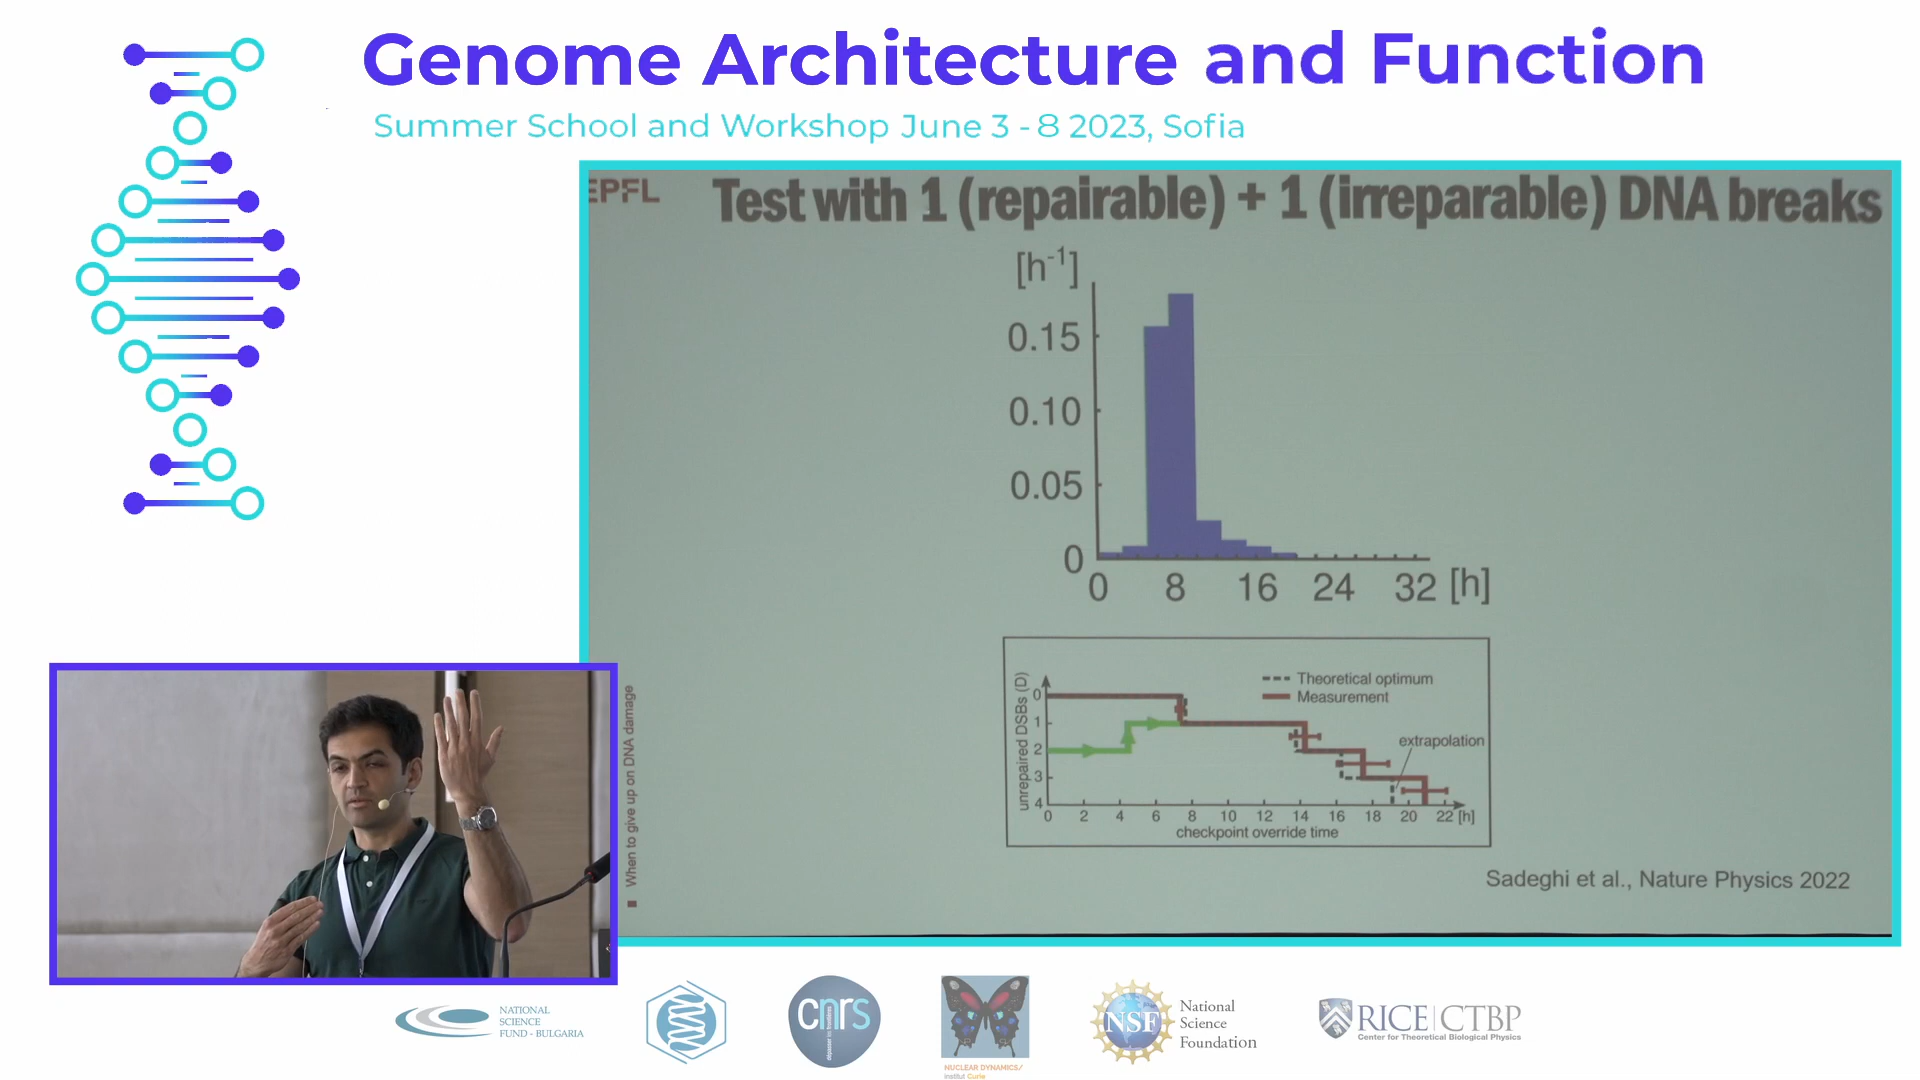 Genome Architecture and Function
Summer School and Workshop June 3 - 8 2023, Sofia
EPFL
Test with 1 (repairable) + 1 (irreparable) DNA breaks
[h-1]
0.15
0.10
0.05
0
0 8 16 24 32 [h]
Theoretical optimum
Measurement
extrapolation
unrepaired DSBs (D)
0
1
2
3
4
0 2 4 6 8 10 12 14 16 18 20 22 [h]
checkpoint override time
When to give up on DNA damage
Sadeghi et al., Nature Physics 2022
NATIONAL
SCIENCE
FUND - BULGARIA
cnrs
dépasser les frontières
NUCLEAR DYNAMICS/
institut Curie
NSF
National
Science
Foundation
RICE | CTBP
Center for Theoretical Biological Physics